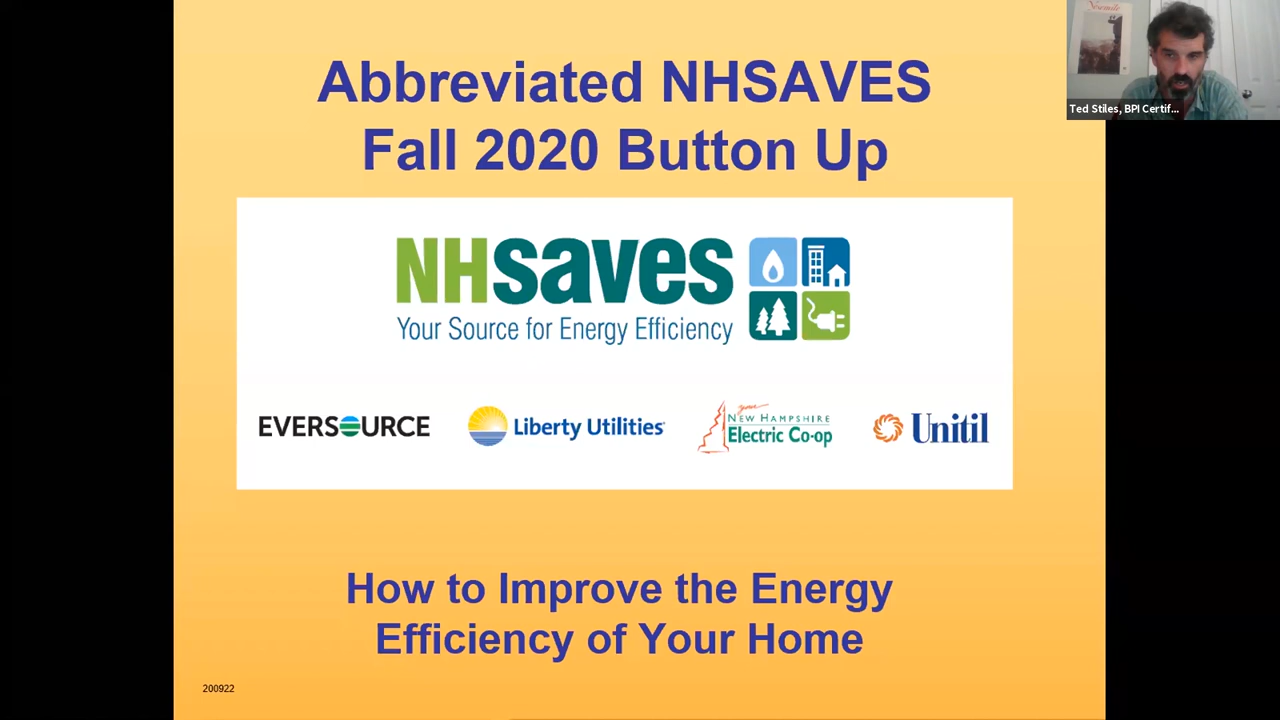 Abbreviated NHSAVES
Fall 2020 Button Up
NHsaves
Your Source for Energy Efficiency
EVERSOURCE
Liberty Utilities
New Hampshire
Electric Co-op
Unitil
How to Improve the Energy
Efficiency of Your Home
200922
Ted Stiles, BPI Certif...